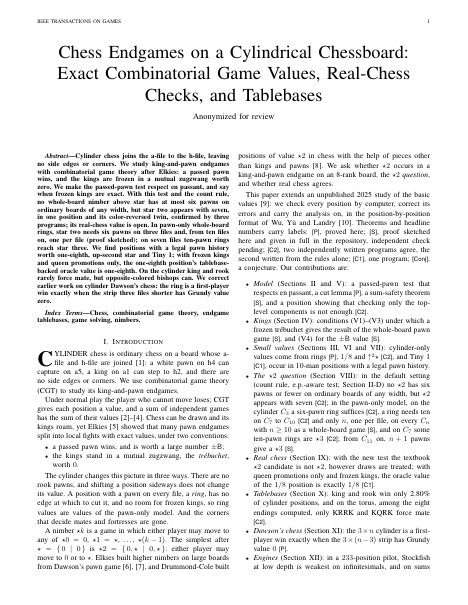 IEEE TRANSACTIONS ON GAMES
1
Chess Endgames on a Cylindrical Chessboard:
Exact Combinatorial Game Values, Real-Chess
Checks, and Tablebases
Anonymized for review
Abstract—Cylinder chess joins the a-file to the h-file, leaving
no side edges or corners. We study king-and-pawn endgames
with combinatorial game theory after Elkies: a passed pawn
wins, and the kings are frozen in a mutual zugzwang worth
zero. We make the passed-pawn test respect en passant, and say
when frozen kings are exact. With this test and the count rule,
no whole-board number above star has at most six pawns on
ordinary boards of any width, but star two appears with seven,
in one position and its color-reversed twin, confirmed by three
programs; its real-chess value is open. In pawn-only whole-board
rings, star two needs six pawns on three files, and from ten files
on, one per file (proof sketched); on seven files ten-pawn rings
reach star three. We find positions with a legal pawn history
worth one-eighth, up-second star and Tiny 1; with frozen kings
and queen promotions only, the one-eighth position's tablebase-
backed oracle value is one-eighth. On the cylinder king and rook
rarely force mate, but opposite-colored bishops can. We correct
earlier work on cylinder Dawson's chess: the ring is a first-player
win exactly when the strip three files shorter has Grundy value
zero.
Index Terms—Chess, combinatorial game theory, endgame
tablebases, game solving, nimbers.
I. INTRODUCTION
CYLINDER chess is ordinary chess on a board whose a-
file and h-file are joined [1]: a white pawn on h4 can
capture on a5, a king on a1 can step to h2, and there are
no side edges or corners. We use combinatorial game theory
(CGT) to study its king-and-pawn endgames.
Under normal play the player who cannot move loses; CGT
gives each position a value, and a sum of independent games
has the sum of their values [2]–[4]. Chess can be drawn and its
kings roam, yet Elkies [5] showed that many pawn endgames
split into local fights with exact values, under two conventions:
• a passed pawn wins, and is worth a large number ±B;
• the kings stand in a mutual zugzwang, the trébuchet,
worth 0.
The cylinder changes this picture in three ways. There are no
rook pawns, and shifting a position sideways does not change
its value. A position with a pawn on every file, a ring, has no
edge at which to cut it, and no room for frozen kings, so ring
values are values of the pawn-only model. And the corners
that decide mates and fortresses are gone.
A number ⋆k is a game in which either player may move
to any of ⋆0 = 0, ⋆1 = ⋆, ..., ⋆(k−1). The simplest after
⋆ = {0 | 0} is ⋆2 = {0, ⋆ | 0, ⋆}: either player may
move to 0 or to ⋆. Elkies built higher numbers on large boards
from Dawson's pawn game [6], [7], and Drummond-Cole built
positions of value ⋆2 in chess with the help of pieces other
than kings and pawns [8]. We ask whether ⋆2 occurs in a
king-and-pawn endgame on an 8-rank board, the ⋆2 question,
and whether real chess agrees.
This paper extends an unpublished 2025 study of the basic
values [9]: we check every position by computer, correct its
errors and carry the analysis on, in the position-by-position
format of Wu, Yü and Landry [10]. Theorems and headline
numbers carry labels: [P], proved here; [S], proof sketched
here and given in full in the repository, independent check
pending; [C2], two independently written programs agree, the
second written from the rules alone; [C1], one program; [Conj],
a conjecture. Our contributions are:
• Model (Sections II and V): a passed-pawn test that
respects en passant, a cut lemma [P], a sum-safety theorem
[S], and a position showing that checking only the top-
level components is not enough [C2].
• Kings (Section IV): conditions (V1)–(V3) under which a
frozen trébuchet gives the result of the whole-board pawn
game [S], and (V4) for the ±B value [S].
• Small values (Sections III, VI and VII): cylinder-only
values come from rings [P]; 1/8 and ↑²⋆ [C2], and Tiny 1
[P], occur in 10-man positions with a legal pawn history.
• The ⋆2 question (VIII): in the default setting
(count rule, e.p.-aware test; Section II-D) no ⋆2 has six
pawns or fewer on ordinary boards of any width, but ⋆2
appears with seven [C2]; in the pawn-only model, on the
cylinder C₃ a six-pawn ring suffices [C2], a ring needs ten
on C₇ to C₁₀ [C2] and only n, one per file, on every Cₙ
with n ≥ 10 as a whole-board game [S], and on C₇ some
ten-pawn rings are ⋆3 [C2]; from C₁₁ on, n + 1 pawns
give a ⋆3 [S].
• Real chess (Section IX): with the new test the textbook
⋆2 candidate is not ⋆2, however draws are treated; with
queen promotions only and frozen kings, the oracle value
of the 1/8 position is exactly 1/8 [C1].
• Tablebases (Section X): king and rook win only 2.80%
of cylinder positions, and on the torus, among the eight
endings computed, only KRRK and KQRK force mate
[C2].
• Dawson's chess (Section XI): the 3×n cylinder is a first-
player win exactly when the 3×(n−3) strip has Grundy
value 0 [P].
• Engines (Section XII): in a 233-position pilot, Stockfish
at low depth is weakest on infinitesimals, and on sums